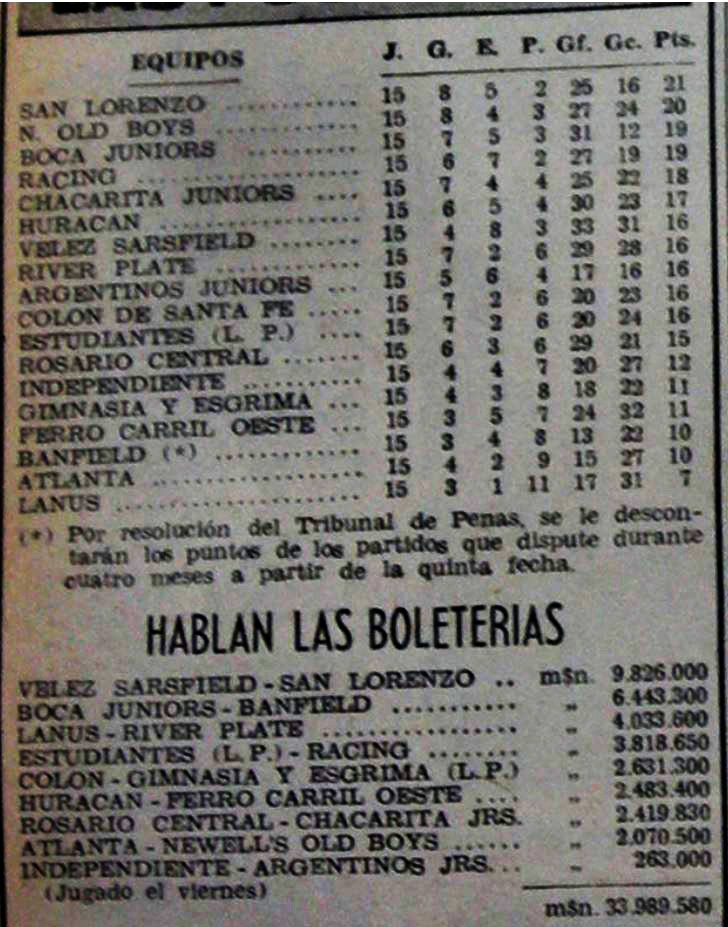 EQUIPOS J. G. E. P. Gf. Gc. Pts.
SAN LORENZO ............ 15 8 5 2 25 16 21
N. OLD BOYS ............ 15 8 4 3 27 24 20
BOCA JUNIORS .......... 15 7 5 3 31 12 19
RACING .................. 15 6 7 2 27 19 19
CHACARITA JUNIORS .... 15 7 4 4 25 22 18
HURACAN ............... 15 6 5 4 30 23 17
VELEZ SARSFIELD ....... 15 4 8 3 33 31 16
RIVER PLATE ............ 15 7 2 6 29 28 16
ARGENTINOS JUNIORS ... 15 5 6 4 17 16 16
COLON DE SANTA FE ..... 15 7 2 6 20 23 16
ESTUDIANTES (L. P.) .... 15 7 2 6 20 24 16
ROSARIO CENTRAL ....... 15 6 3 6 29 21 15
INDEPENDIENTE .......... 15 4 4 7 20 27 12
GIMNASIA Y ESGRIMA ... 15 4 3 8 18 22 11
FERRO CARRIL OESTE ... 15 3 5 7 24 32 11
BANFIELD (*) ........... 15 3 4 8 13 22 10
ATLANTA ................ 15 4 2 9 15 27 10
LANUS .................. 15 3 1 11 17 31 7
(*) Por resolución del Tribunal de Penas, se le descon-
tarán los puntos de los partidos que dispute durante
cuatro meses a partir de la quinta fecha.
HABLAN LAS BOLETERIAS
VELEZ SARSFIELD - SAN LORENZO .. m$n. 9.826.000
BOCA JUNIORS - BANFIELD ........... " 6.443.300
LANUS - RIVER PLATE ................ " 4.033.600
ESTUDIANTES (L. P.) - RACING ........ " 3.818.650
COLON - GIMNASIA Y ESGRIMA (L.P.) " 2.631.300
HURACAN - FERRO CARRIL OESTE .... " 2.483.400
ROSARIO CENTRAL - CHACARITA JRS. " 2.419.830
ATLANTA - NEWELL'S OLD BOYS ...... " 2.070.500
INDEPENDIENTE - ARGENTINOS JRS... " 263.000
(Jugado el viernes)
m$n. 33.989.580